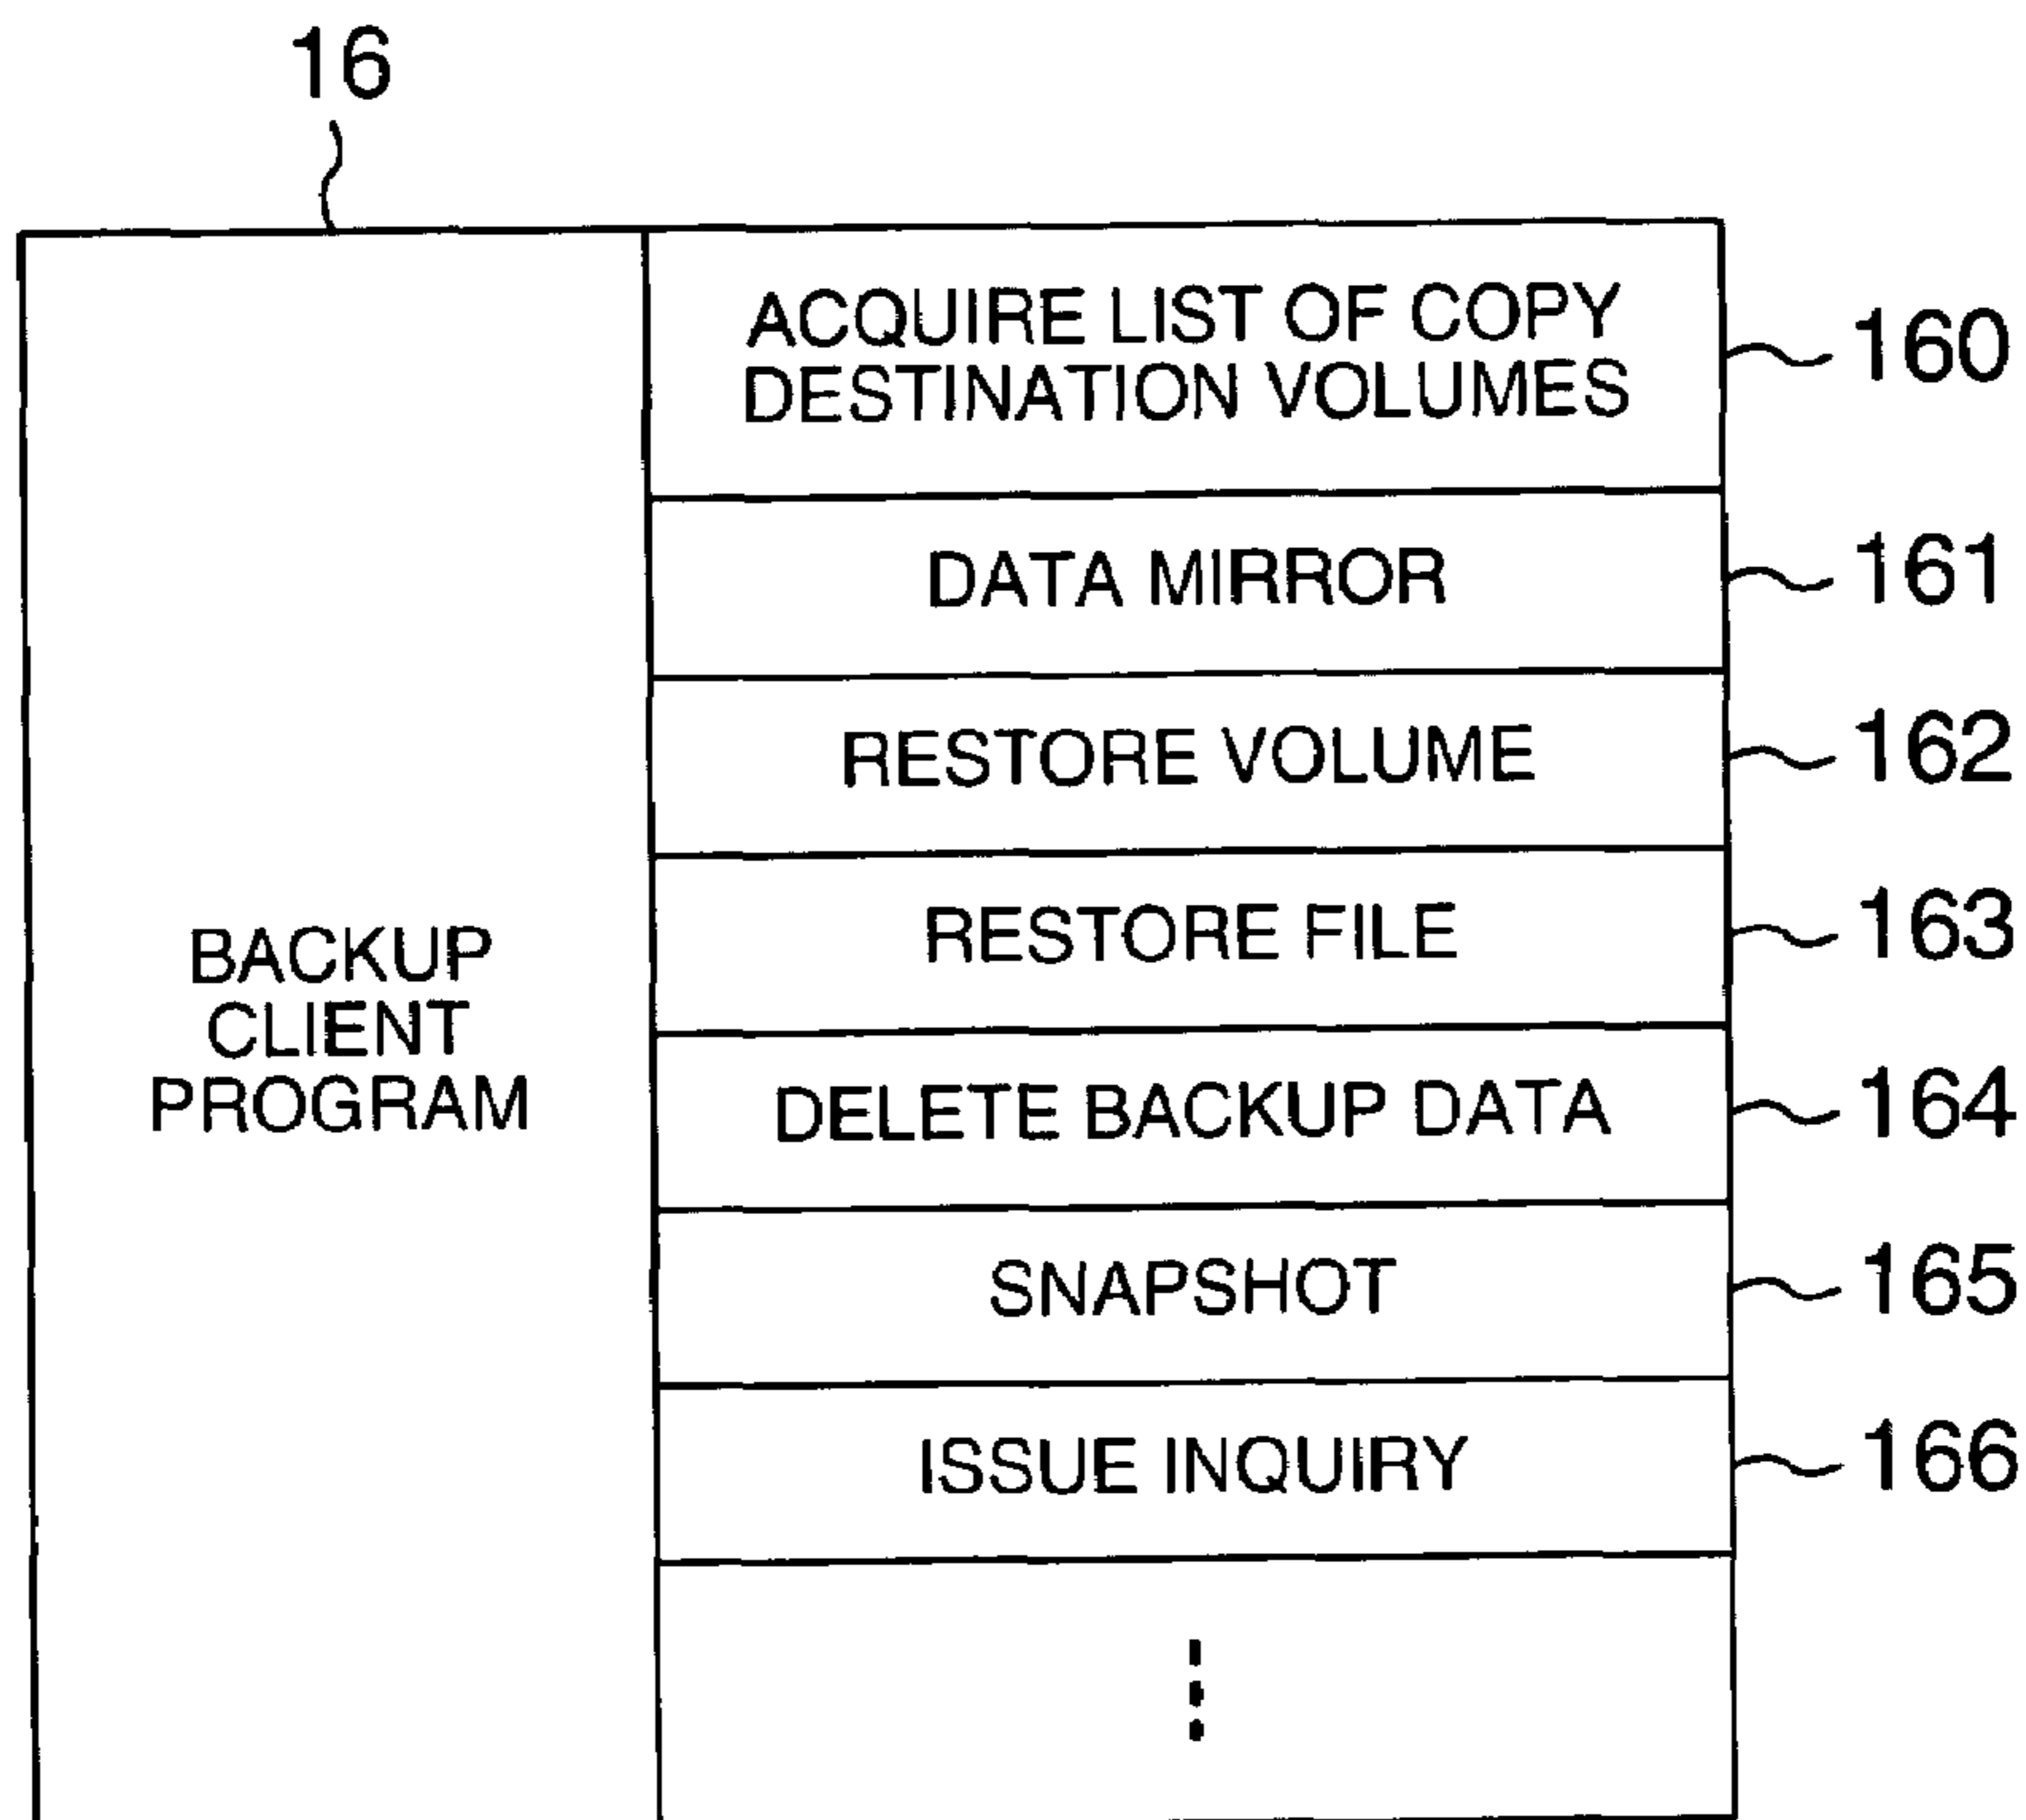 16
ACQUIRE LIST OF COPY
DESTINATION VOLUMES
160
DATA MIRROR
161
RESTORE VOLUME
162
RESTORE FILE
163
BACKUP
CLIENT
PROGRAM
DELETE BACKUP DATA
164
SNAPSHOT
165
ISSUE INQUIRY
166